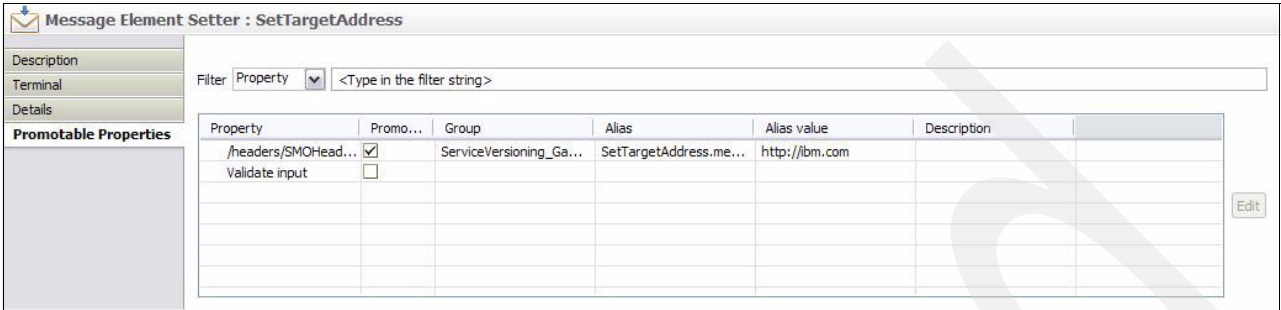 Message Element Setter : SetTargetAddress
Description
Terminal
Details
Promotable Properties
Filter Property <Type in the filter string>
Property Promo... Group Alias Alias value Description
/headers/SMOHead... ServiceVersioning_Ga... SetTargetAddress.me... http://ibm.com
Validate input
Edit